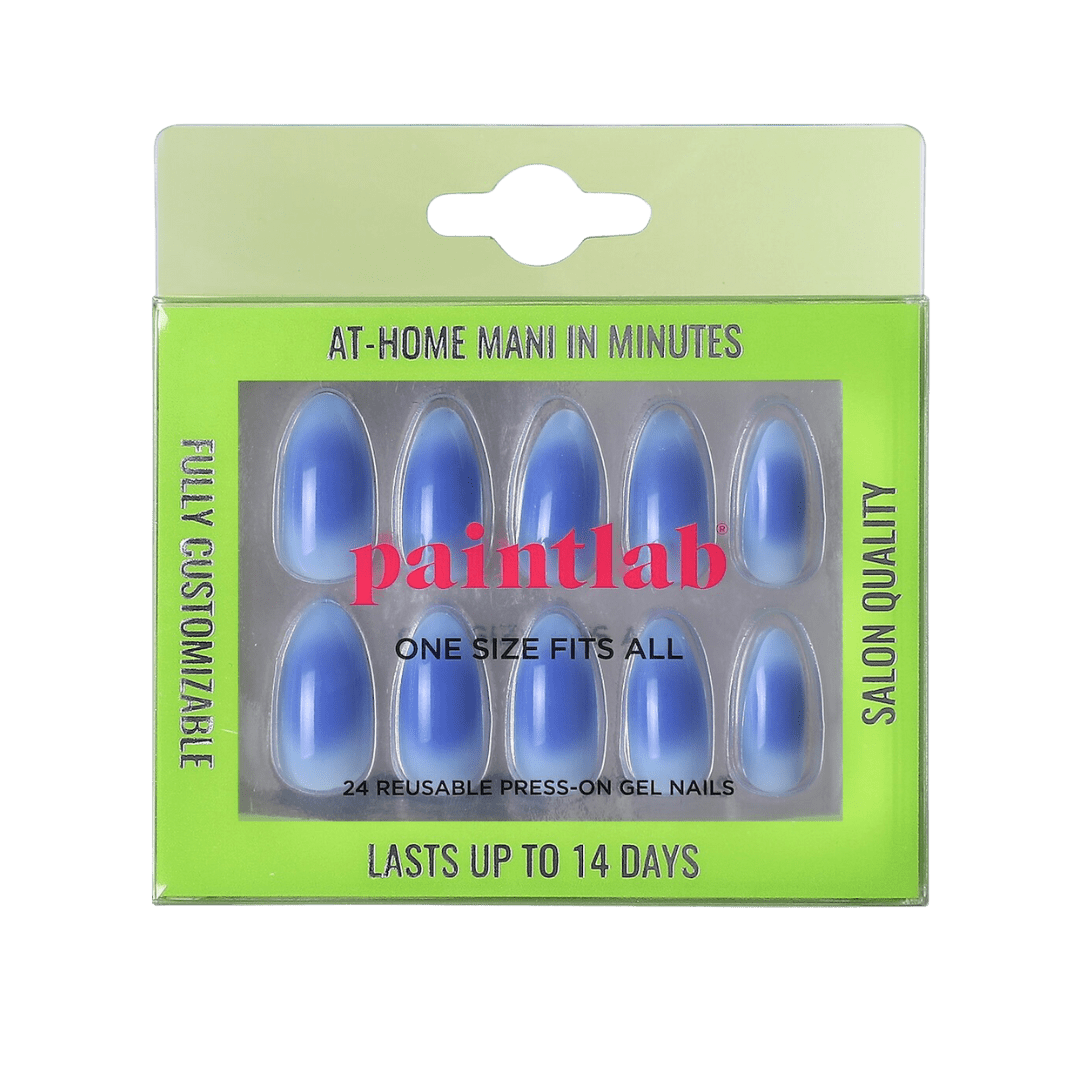 AT-HOME MANI IN MINUTES
FULLY CUSTOMIZABLE
SALON QUALITY
paintlab®
ONE SIZE FITS ALL
24 REUSABLE PRESS-ON GEL NAILS
LASTS UP TO 14 DAYS